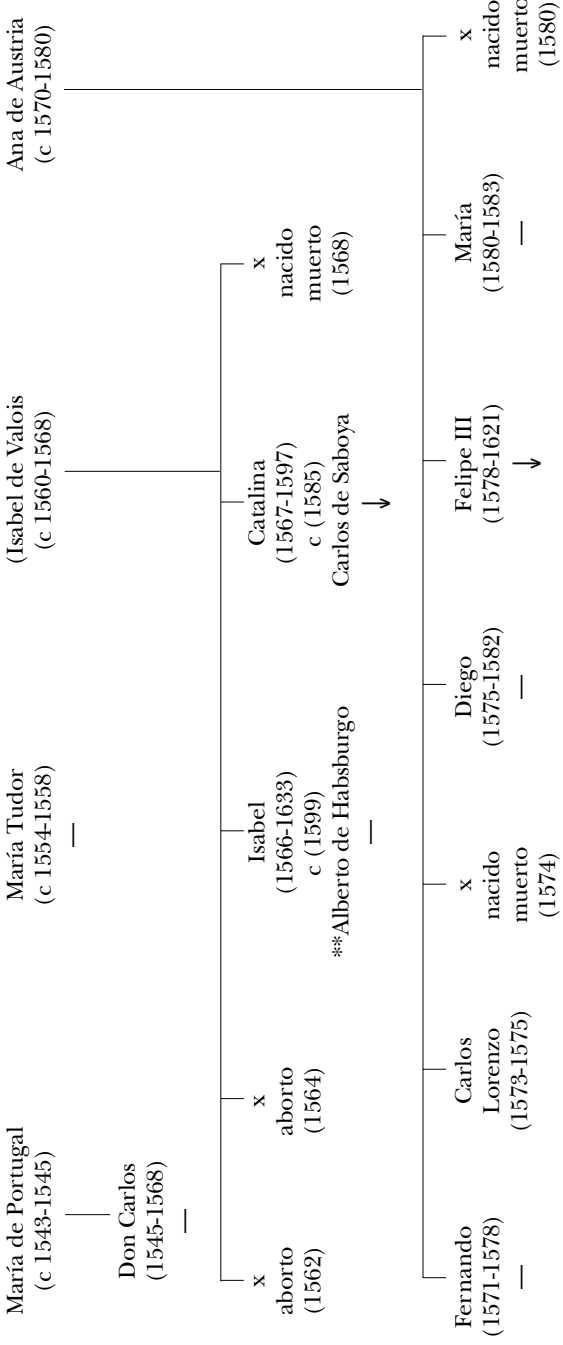 María de Portugal
(c 1543-1545)
María Tudor
(c 1554-1558)
—
(Isabel de Valois
(c 1560-1568)
Ana de Austria
(c 1570-1580)
Don Carlos
(1545-1568)
—
x
aborto
(1562)
x
aborto
(1564)
Isabel
(1566-1633)
c (1599)
**Alberto de Habsburgo
—
Catalina
(1567-1597)
c (1585)
Carlos de Saboya
x
nacido
muerto
(1568)
Fernando
(1571-1578)
—
Carlos
Lorenzo
(1573-1575)
x
nacido
muerto
(1574)
Diego
(1575-1582)
—
Felipe III
(1578-1621)
María
(1580-1583)
—
x
nacido
muerto
(1580)